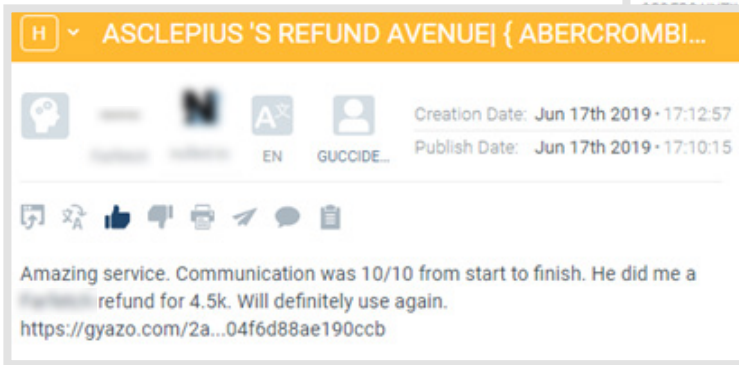 H ASCLEPIUS 'S REFUND AVENUE| { ABERCROMBI...
Creation Date: Jun 17th 2019 · 17:12:57
EN GUCCIDE... Publish Date: Jun 17th 2019 · 17:10:15
Amazing service. Communication was 10/10 from start to finish. He did me a
refund for 4.5k. Will definitely use again.
https://gyazo.com/2a...04f6d88ae190ccb